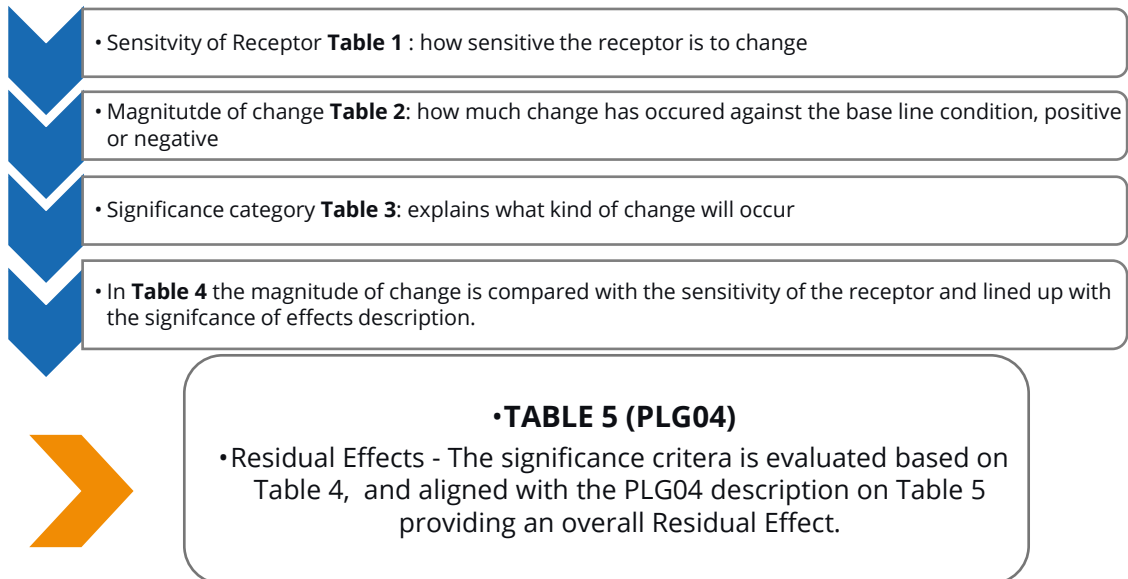 • Sensitvity of Receptor Table 1 : how sensitive the receptor is to change
• Magnitutde of change Table 2: how much change has occured against the base line condition, positive
or negative
• Significance category Table 3: explains what kind of change will occur
• In Table 4 the magnitude of change is compared with the sensitivity of the receptor and lined up with
the signifcance of effects description.
•TABLE 5 (PLG04)
•Residual Effects - The significance critera is evaluated based on
Table 4, and aligned with the PLG04 description on Table 5
providing an overall Residual Effect.